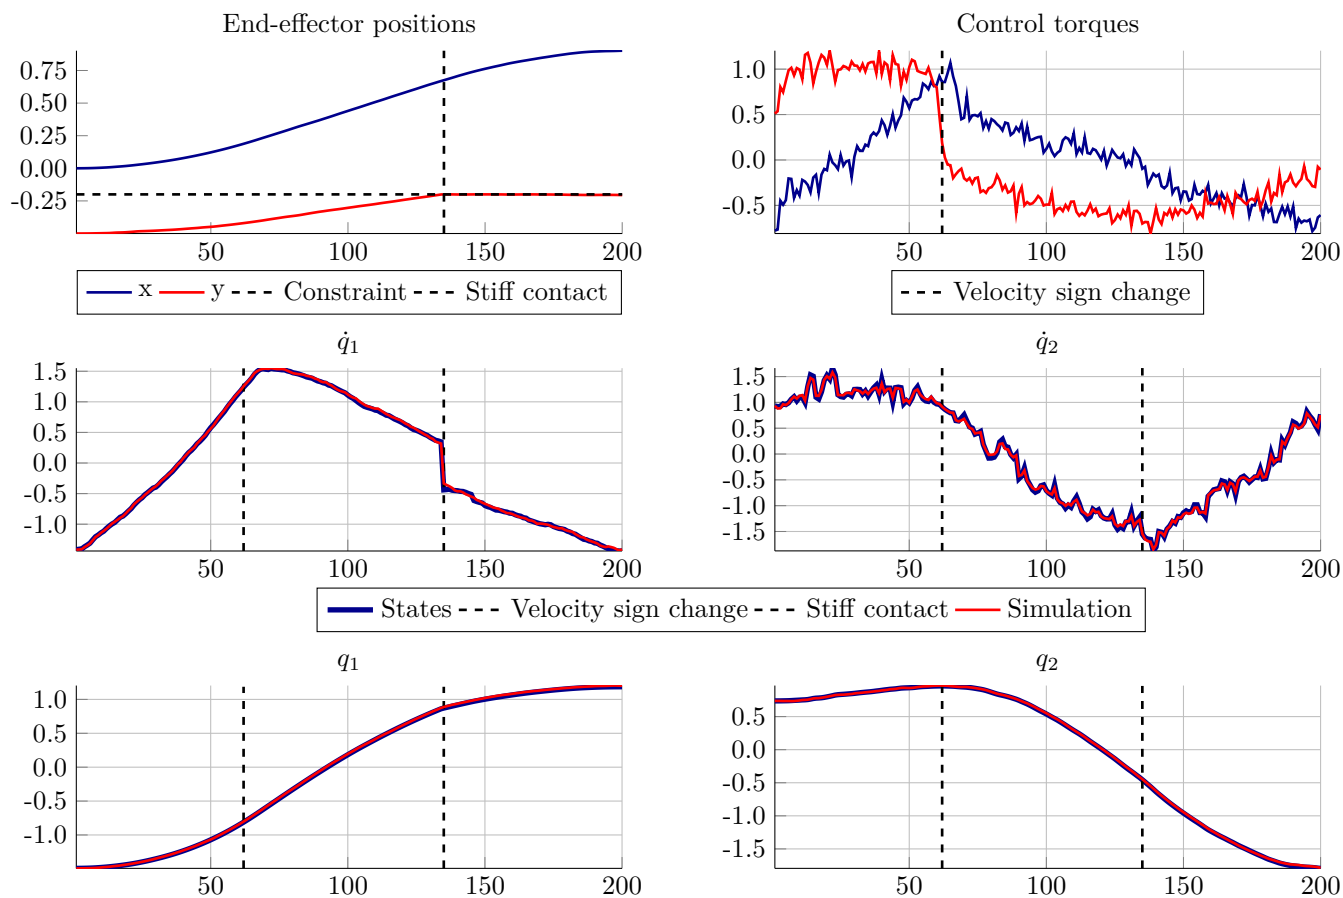 End-effector positions
Control torques
0.75
0.50
0.25
0.00
-0.25
50 100 150 200
1.0
0.5
0.0
-0.5
50 100 150 200
x y Constraint Stiff contact
Velocity sign change
q̇1
q̇2
1.5
1.0
0.5
0.0
-0.5
-1.0
50 100 150 200
1.5
1.0
0.5
0.0
-0.5
-1.0
-1.5
50 100 150 200
States Velocity sign change Stiff contact Simulation
q1
q2
1.0
0.5
0.0
-0.5
-1.0
50 100 150 200
0.5
0.0
-0.5
-1.0
-1.5
50 100 150 200